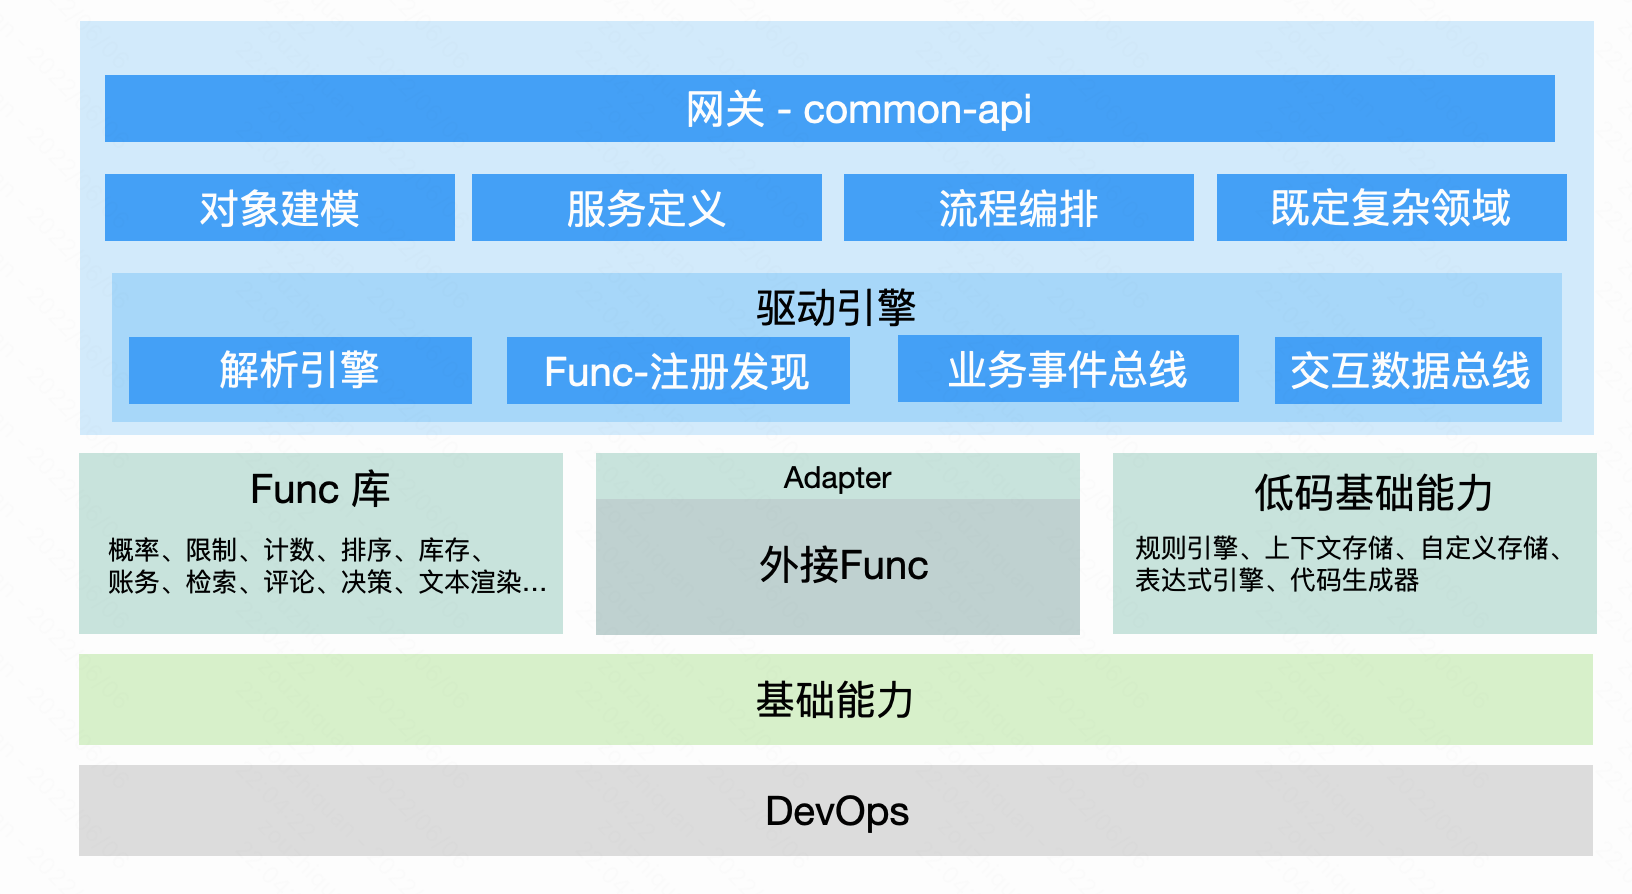 网关 - common-api
对象建模
服务定义
流程编排
既定复杂领域
驱动引擎
解析引擎
Func-注册发现
业务事件总线
交互数据总线
Func 库
概率、限制、计数、排序、库存、
账务、检索、评论、决策、文本渲染...
Adapter
外接Func
低码基础能力
规则引擎、上下文存储、自定义存储、
表达式引擎、代码生成器
基础能力
DevOps